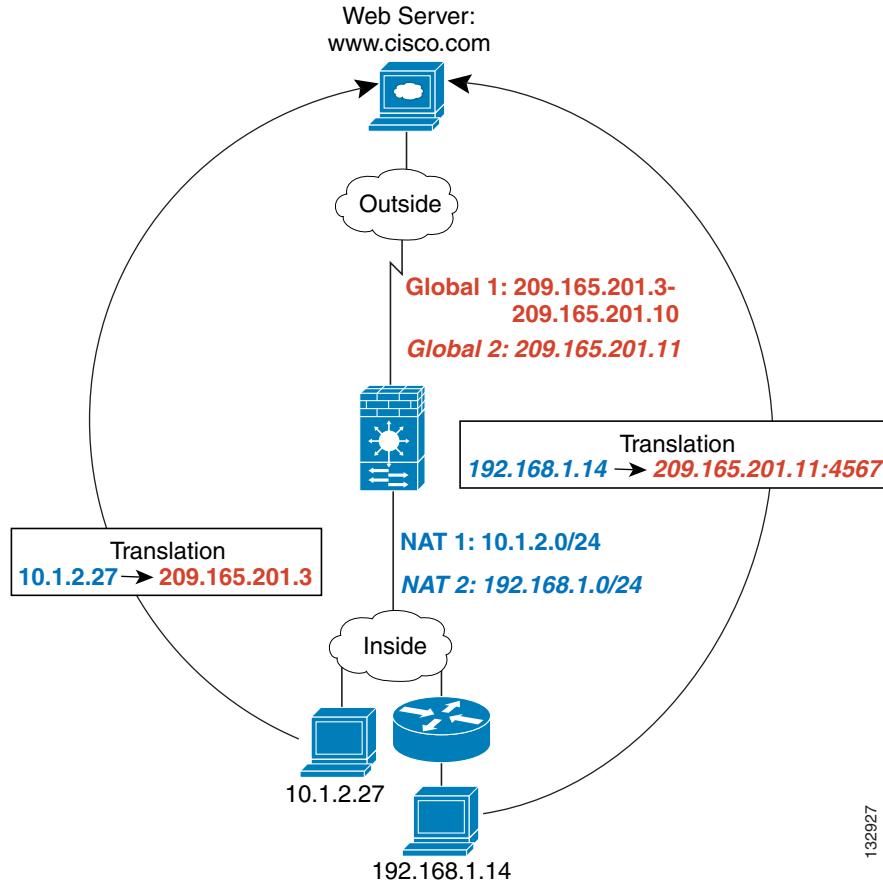 Web Server:
www.cisco.com
Outside
Global 1: 209.165.201.3-
209.165.201.10
Global 2: 209.165.201.11
Translation
192.168.1.14 209.165.201.11:4567
Translation
10.1.2.27 209.165.201.3
NAT 1: 10.1.2.0/24
NAT 2: 192.168.1.0/24
Inside
10.1.2.27
192.168.1.14
132927